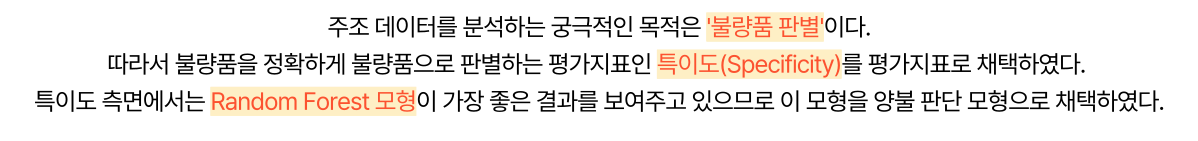 주조 데이터를 분석하는 궁극적인 목적은 '불량품 판별'이다.
따라서 불량품을 정확하게 불량품으로 판별하는 평가지표인 특이도(Specificity)를 평가지표로 채택하였다.
특이도 측면에서는 Random Forest 모형이 가장 좋은 결과를 보여주고 있으므로 이 모형을 양불 판단 모형으로 채택하였다.